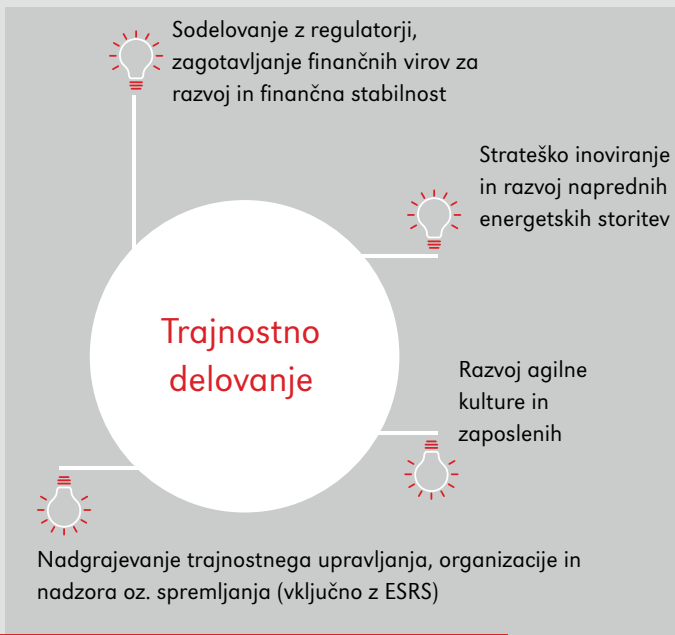 Sodelovanje z regulatorji,
zagotavljanje finančnih virov za
razvoj in finančna stabilnost
Strateško inoviranje
in razvoj naprednih
energetskih storitev
Trajnostno
delovanje
Razvoj agilne
kulture in
zaposlenih
Nadgrajevanje trajnostnega upravljanja, organizacije in
nadzora oz. spremljanja (vključno z ESRS)